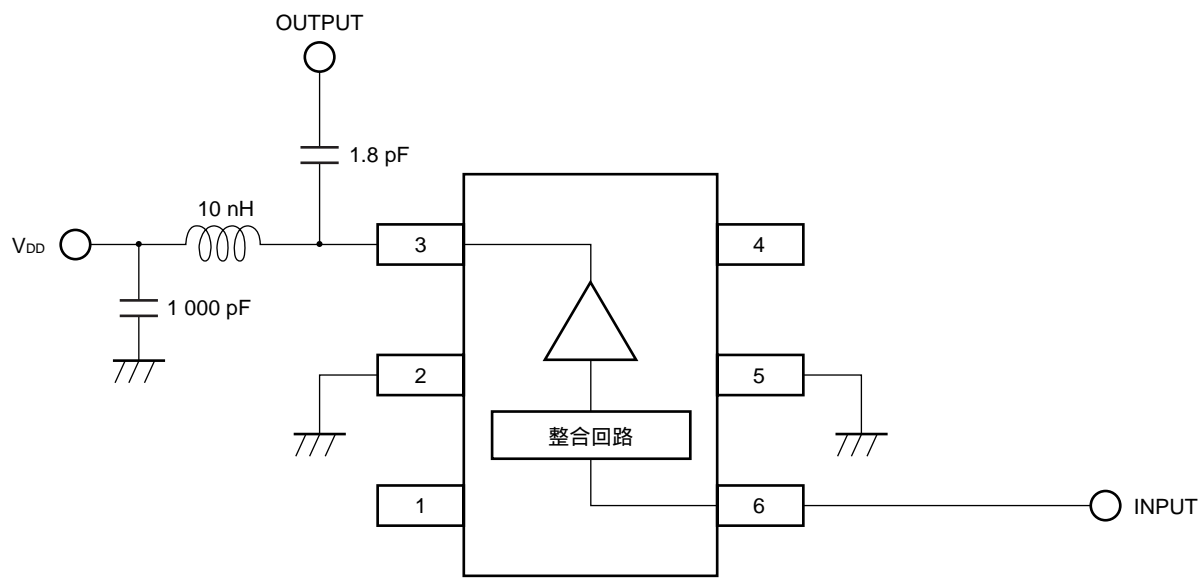 OUTPUT
1.8 pF
10 nH
VDD
3
4
1 000 pF
2
5
整合回路
1
6
INPUT